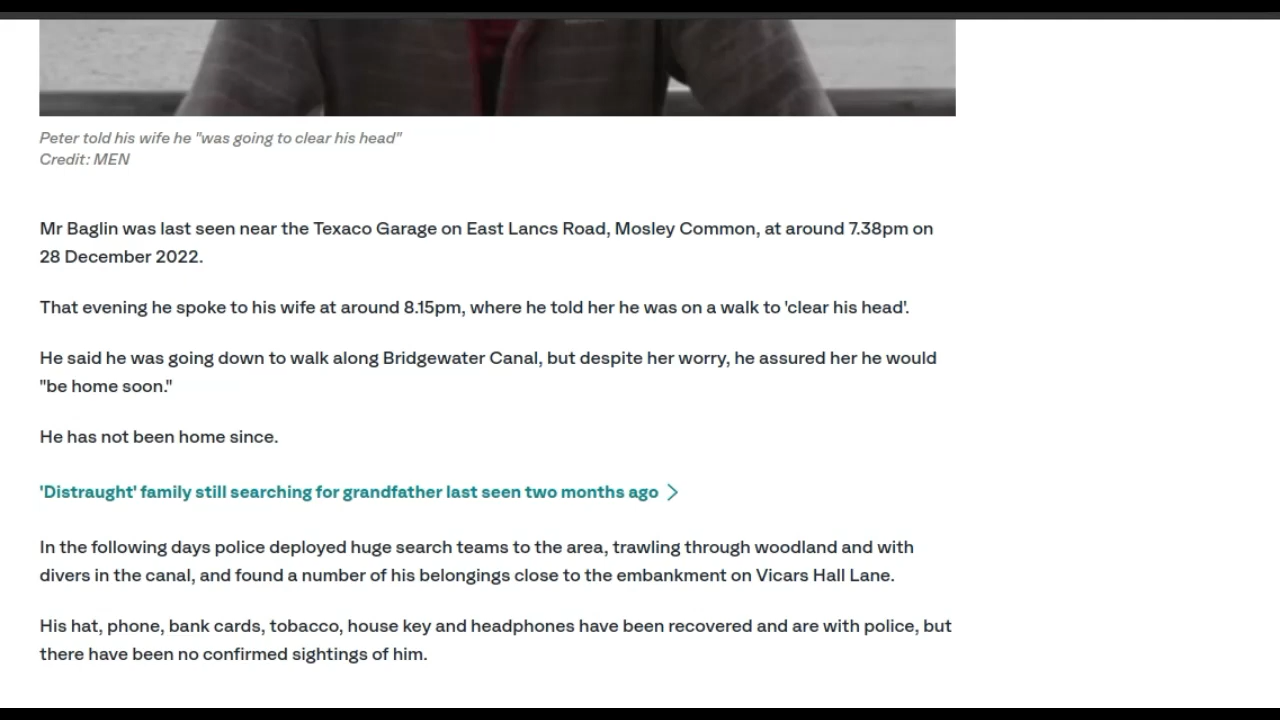 Peter told his wife he "was going to clear his head"
Credit: MEN
Mr Baglin was last seen near the Texaco Garage on East Lancs Road, Mosley Common, at around 7.38pm on
28 December 2022.
That evening he spoke to his wife at around 8.15pm, where he told her he was on a walk to 'clear his head'.
He said he was going down to walk along Bridgewater Canal, but despite her worry, he assured her he would
"be home soon."
He has not been home since.
'Distraught' family still searching for grandfather last seen two months ago
In the following days police deployed huge search teams to the area, trawling through woodland and with
divers in the canal, and found a number of his belongings close to the embankment on Vicars Hall Lane.
His hat, phone, bank cards, tobacco, house key and headphones have been recovered and are with police, but
there have been no confirmed sightings of him.